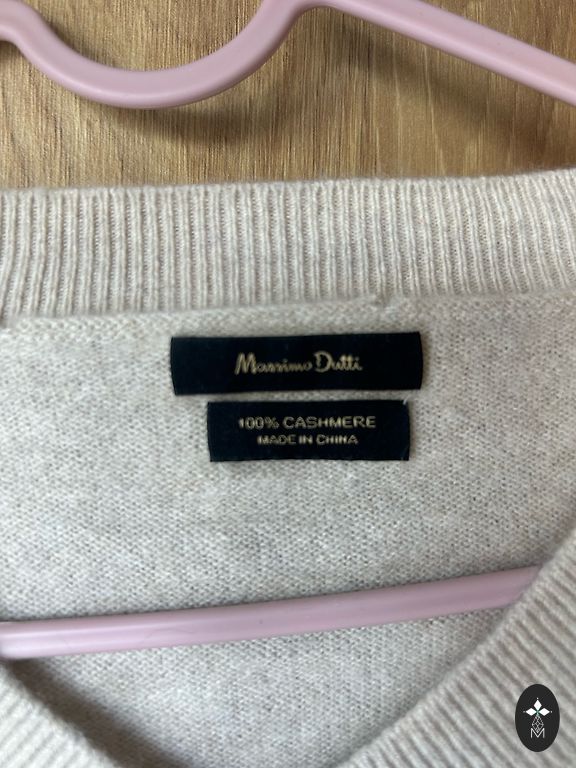 Massimo Dutti
100% CASHMERE
MADE IN CHINA